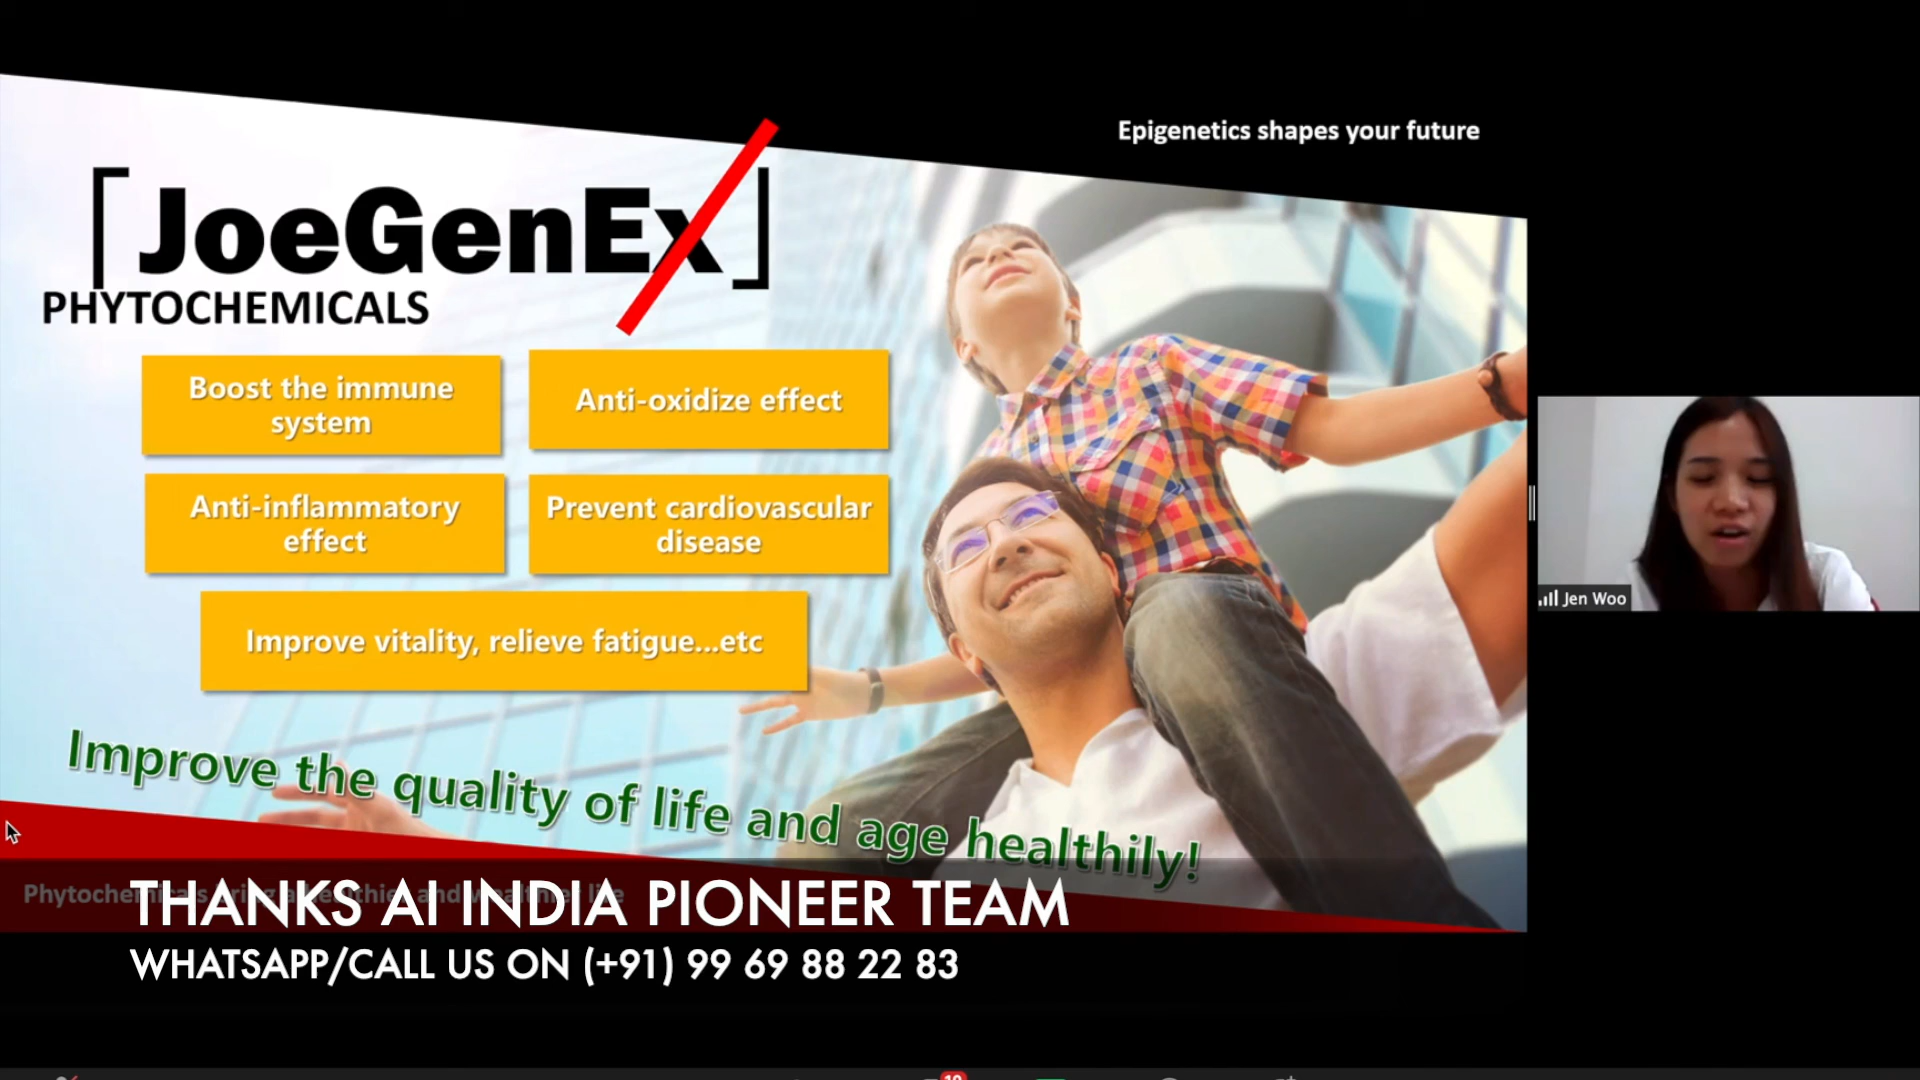 Epigenetics shapes your future
JoeGenEx
PHYTOCHEMICALS
Boost the immune
system
Anti-oxidize effect
Anti-inflammatory
effect
Prevent cardiovascular
disease
Improve vitality, relieve fatigue...etc
Improve the quality of life and age healthily!
Jen Woo
THANKS AI INDIA PIONEER TEAM
WHATSAPP/CALL US ON (+91) 99 69 88 22 83